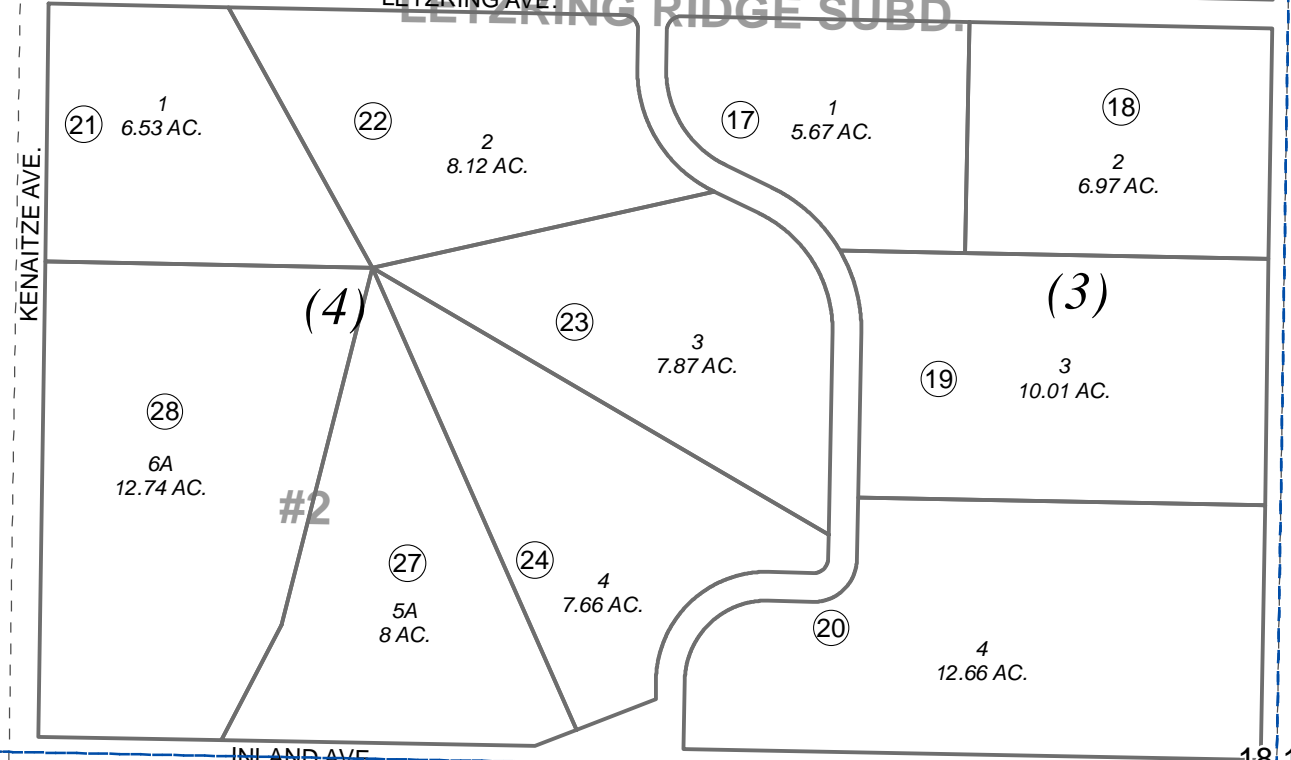 LETZRING AVE.
LETZRING RIDGE SUBD.
21
1
6.53 AC.
22
2
8.12 AC.
17
1
5.67 AC.
18
2
6.97 AC.
KENAITZE AVE.
(4)
23
3
7.87 AC.
(3)
19
3
10.01 AC.
28
6A
12.74 AC.
#2
27
5A
8 AC.
24
4
7.66 AC.
20
4
12.66 AC.
INLAND AVE